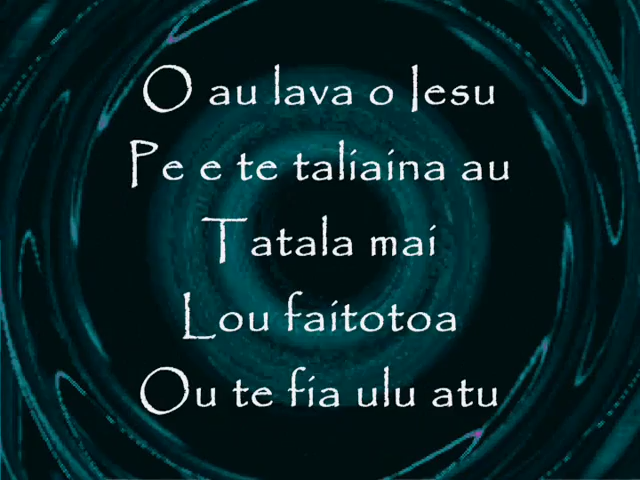 O au lava o Iesu
Pe e te taliaina au
Tatala mai
Lou faitotoa
Ou te fia ulu atu